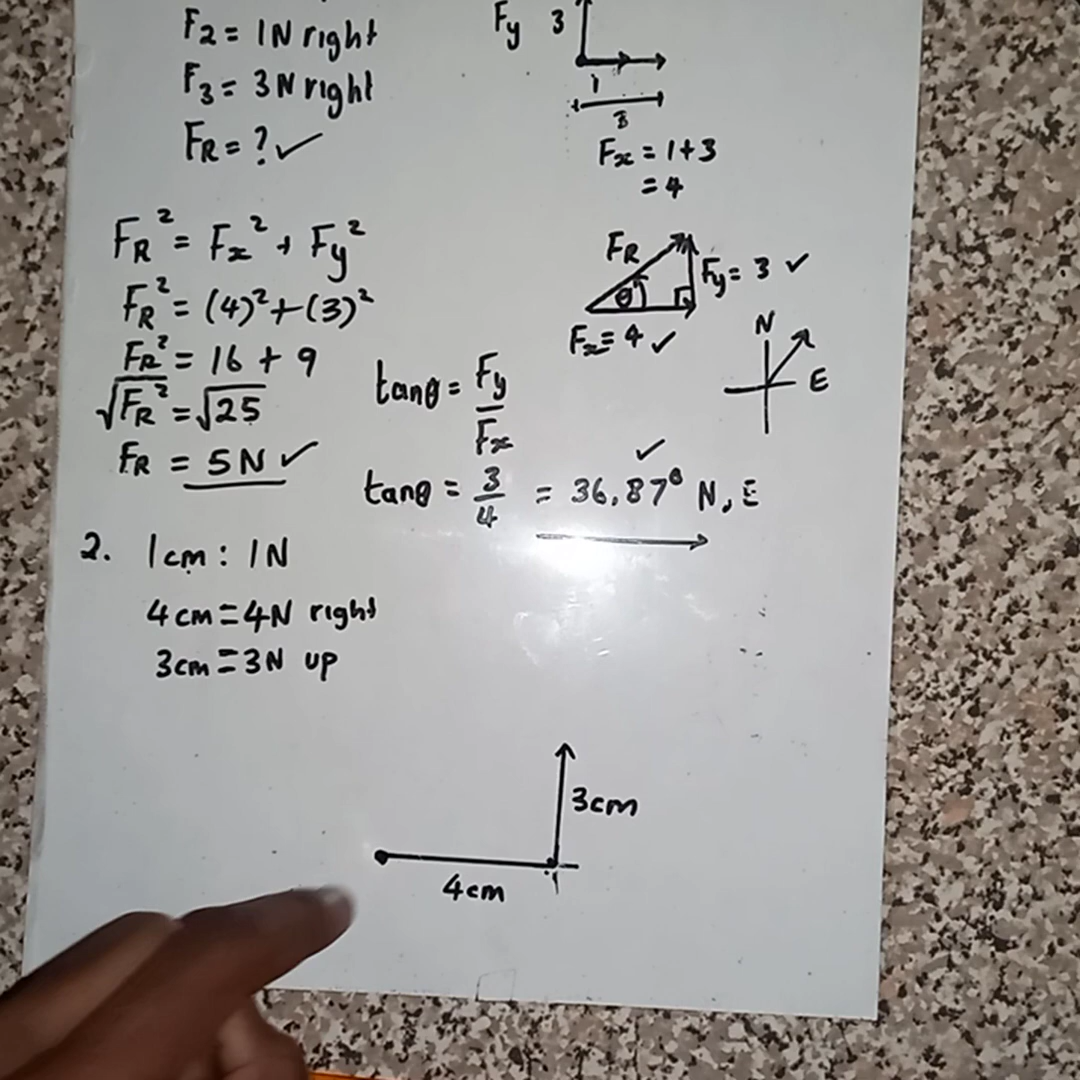 F2 = 1N right
F3 = 3N right
FR = ? ✓
Fy 3
1
3
Fx = 1+3
= 4
FR² = Fx² + Fy²
FR² = (4)²+(3)²
FR² = 16 + 9
√FR² = √25
FR = 5N ✓
FR
θ
Fy = 3 ✓
Fx = 4 ✓
N
E
tanθ = Fy
Fx
tanθ = 3/4 = 36,87° N,E
✓
2. 1cm : 1N
4cm = 4N right
3cm = 3N up
3cm
4cm